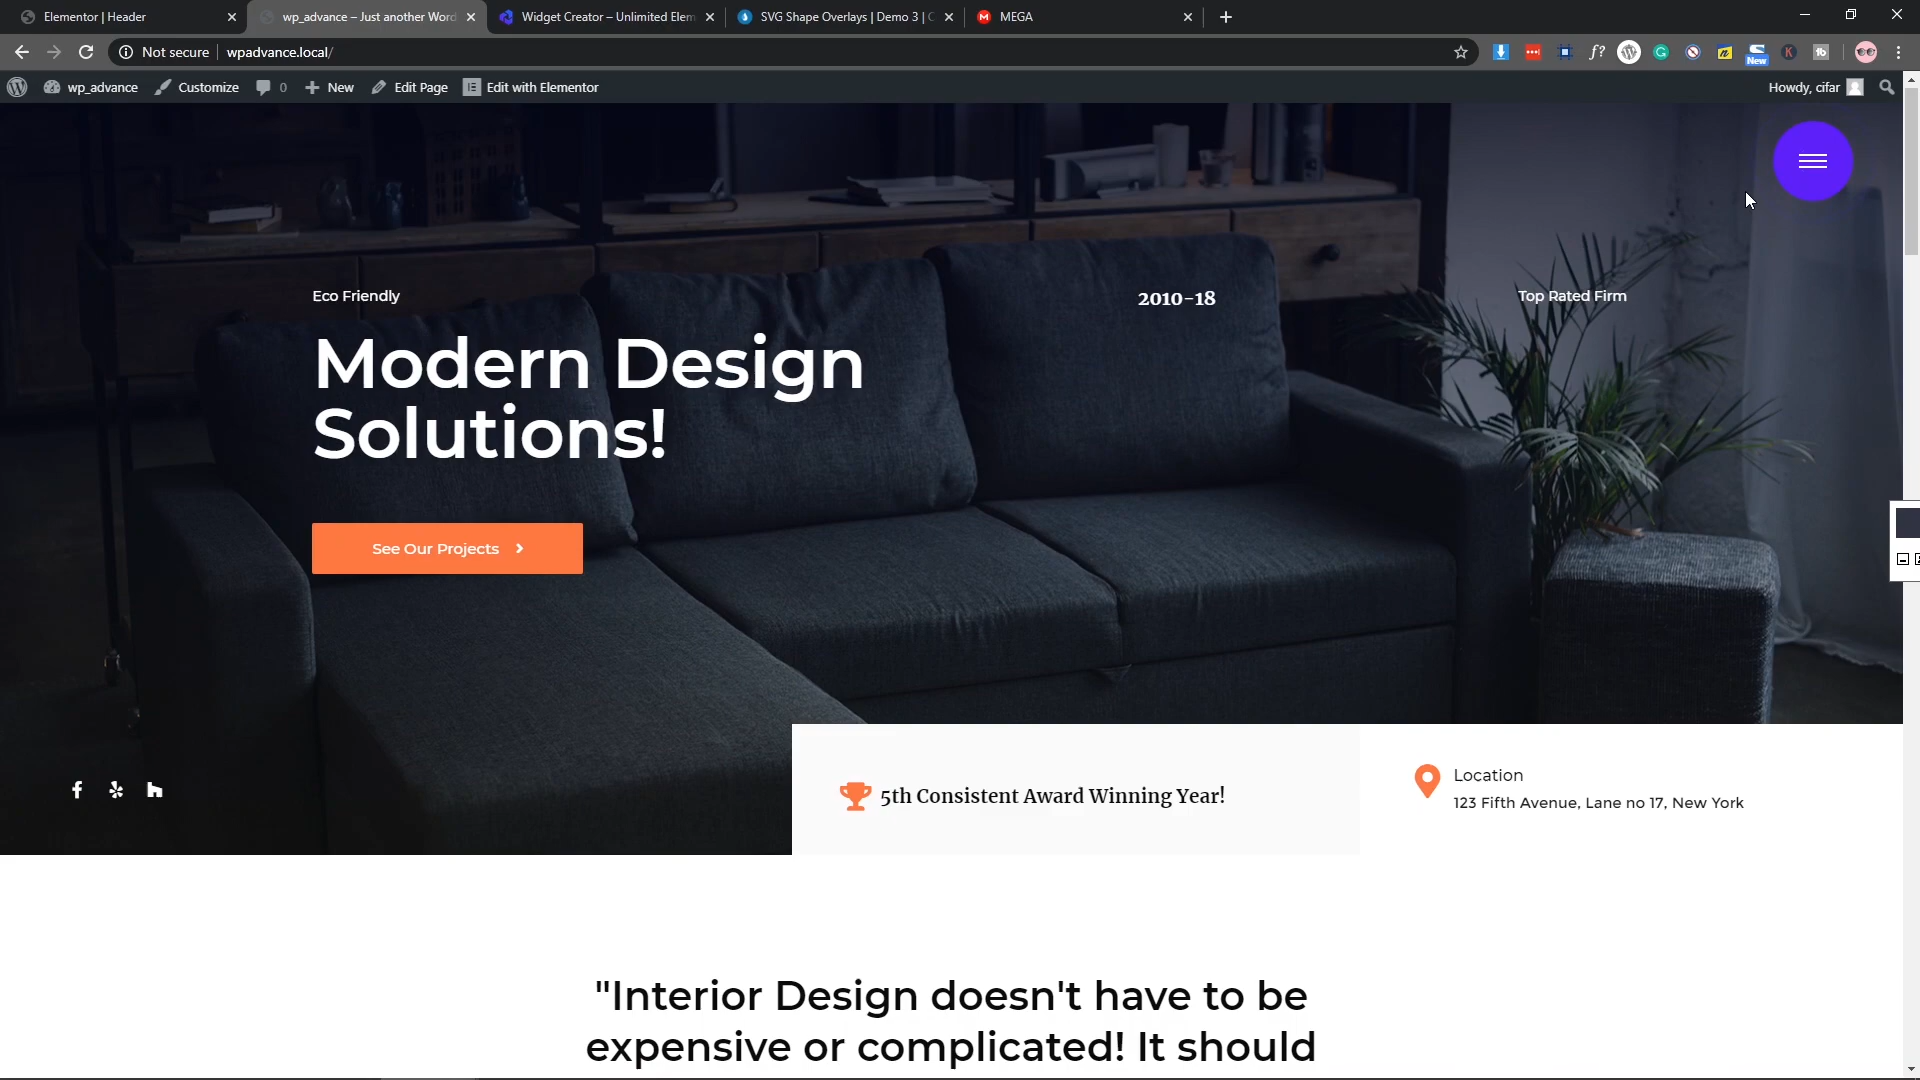 Elementor | Header
wp_advance – Just another Word
Widget Creator – Unlimited Elem
SVG Shape Overlays | Demo 3 | C
MEGA
Not secure
wpadvance.local/
New
wp_advance
Customize
0
New
Edit Page
Edit with Elementor
Howdy, cifar
Eco Friendly
2010-18
Top Rated Firm
Modern Design
Solutions!
See Our Projects
5th Consistent Award Winning Year!
Location
123 Fifth Avenue, Lane no 17, New York
"Interior Design doesn't have to be
expensive or complicated! It should